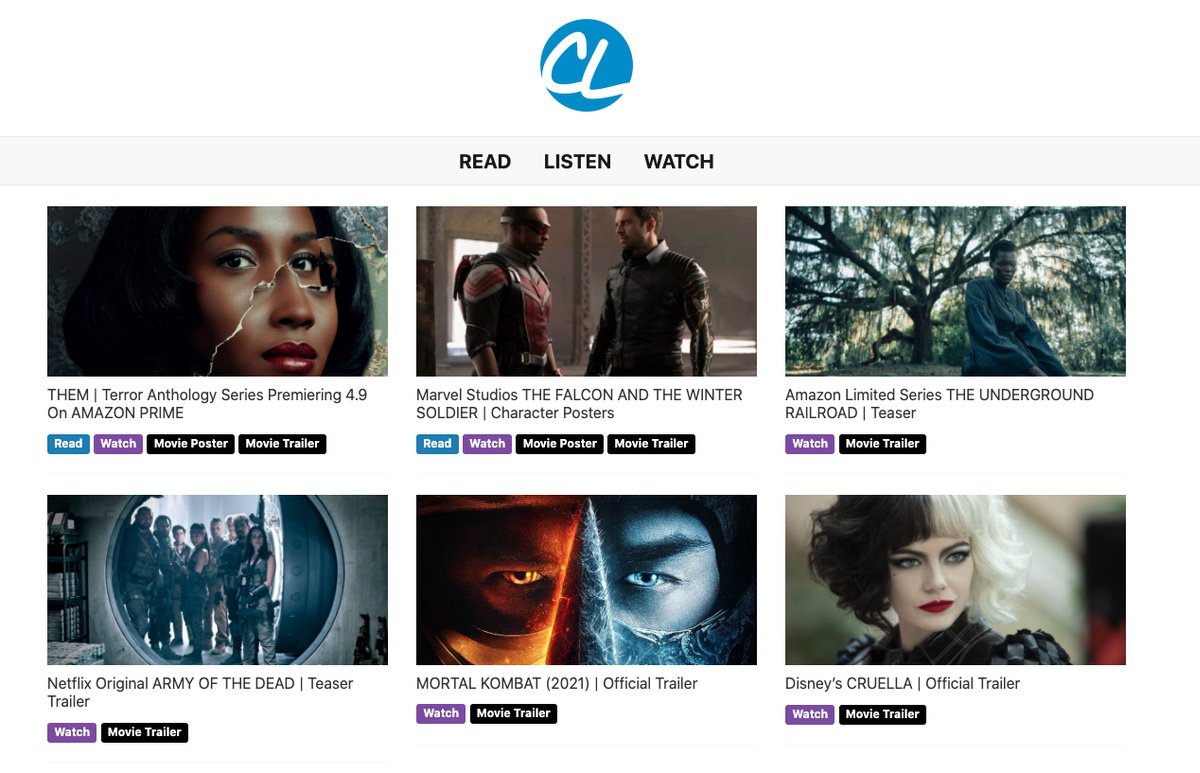 CL
READ LISTEN WATCH
THEM | Terror Anthology Series Premiering 4.9
On AMAZON PRIME
Read Watch Movie Poster Movie Trailer
Marvel Studios THE FALCON AND THE WINTER
SOLDIER | Character Posters
Read Watch Movie Poster Movie Trailer
Amazon Limited Series THE UNDERGROUND
RAILROAD | Teaser
Watch Movie Trailer
Netflix Original ARMY OF THE DEAD | Teaser
Trailer
Watch Movie Trailer
MORTAL KOMBAT (2021) | Official Trailer
Watch Movie Trailer
Disney’s CRUELLA | Official Trailer
Watch Movie Trailer